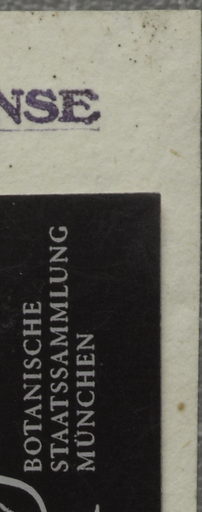 NSE
BOTANISCHE
STAATSSAMMLUNG
MÜNCHEN